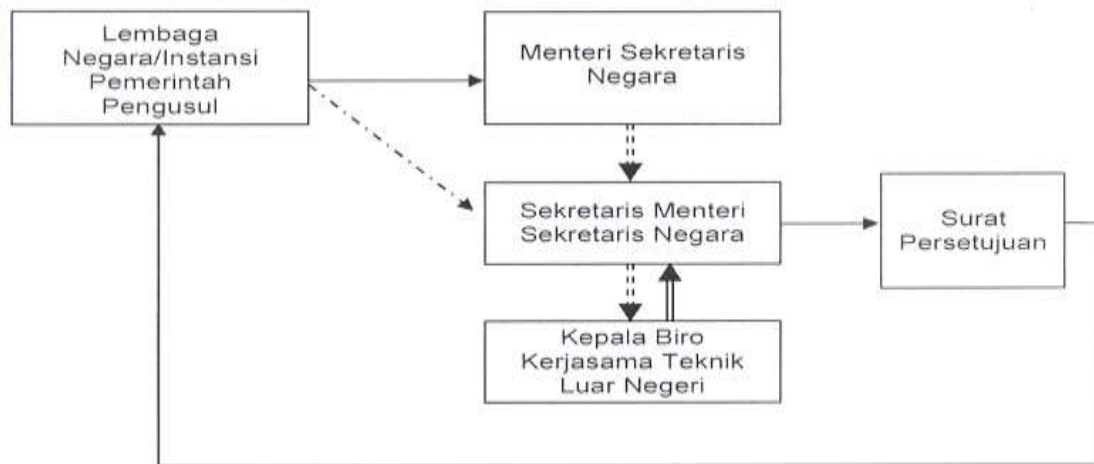 Lembaga
Negara/Instansi
Pemerintah
Pengusul
Menteri Sekretaris
Negara
Sekretaris Menteri
Sekretaris Negara
Surat
Persetujuan
Kepala Biro
Kerjasama Teknik
Luar Negeri